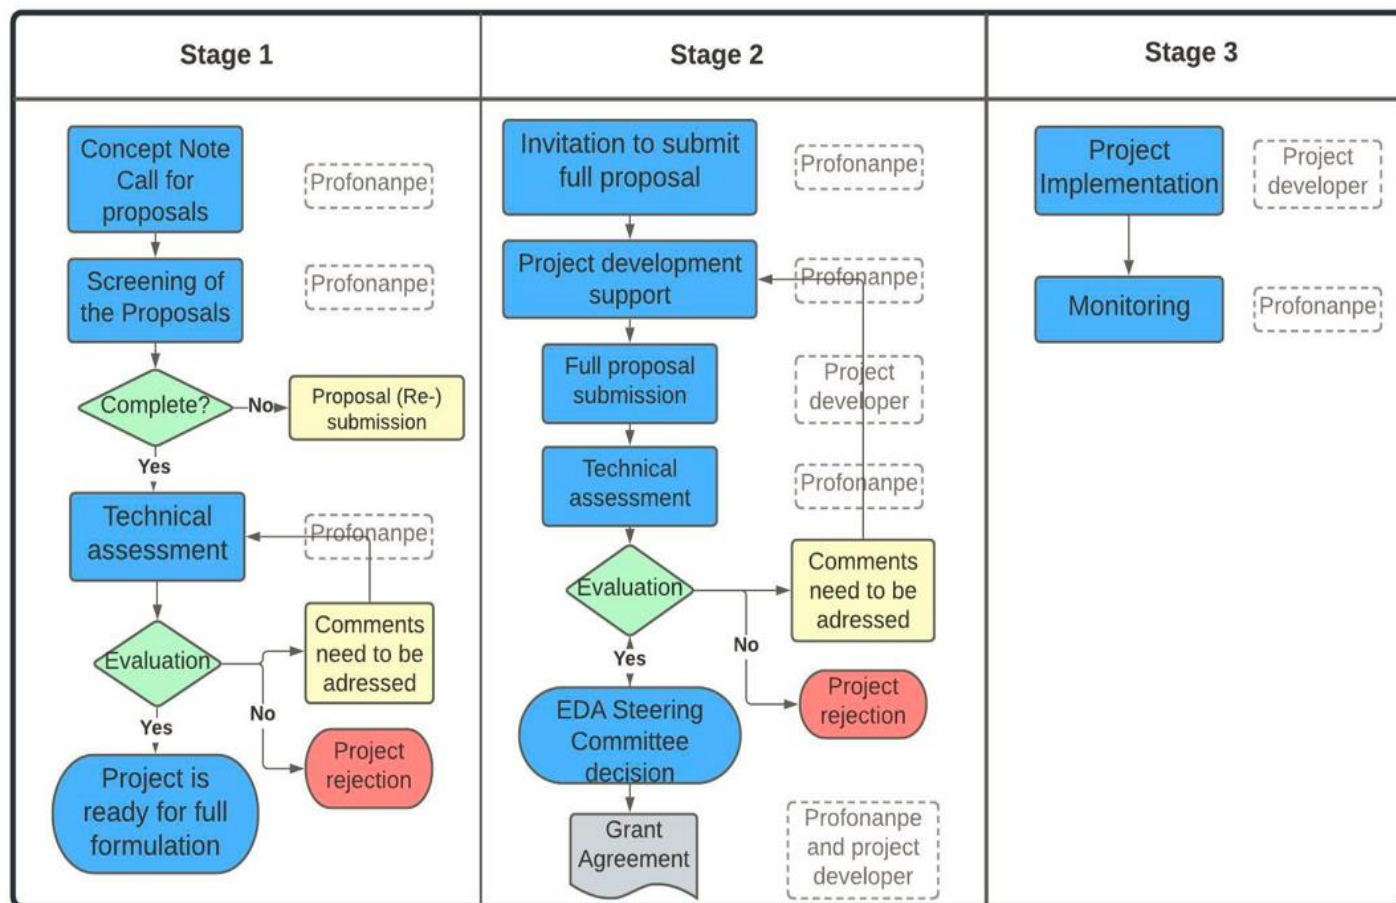 Stage 1
Concept Note
Call for
proposals
Profonanpe
Screening of
the Proposals
Profonanpe
Complete?
No
Proposal (Re-)
submission
Yes
Technical
assessment
Profonanpe
Evaluation
Comments
need to be
adressed
No
Project
rejection
Yes
Project is
ready for full
formulation
Stage 2
Invitation to submit
full proposal
Profonanpe
Project development
support
Profonanpe
Full proposal
submission
Project
developer
Technical
assessment
Profonanpe
Evaluation
Comments
need to be
adressed
No
Project
rejection
Yes
EDA Steering
Committee
decision
Grant
Agreement
Profonanpe
and project
developer
Stage 3
Project
Implementation
Project
developer
Monitoring
Profonanpe